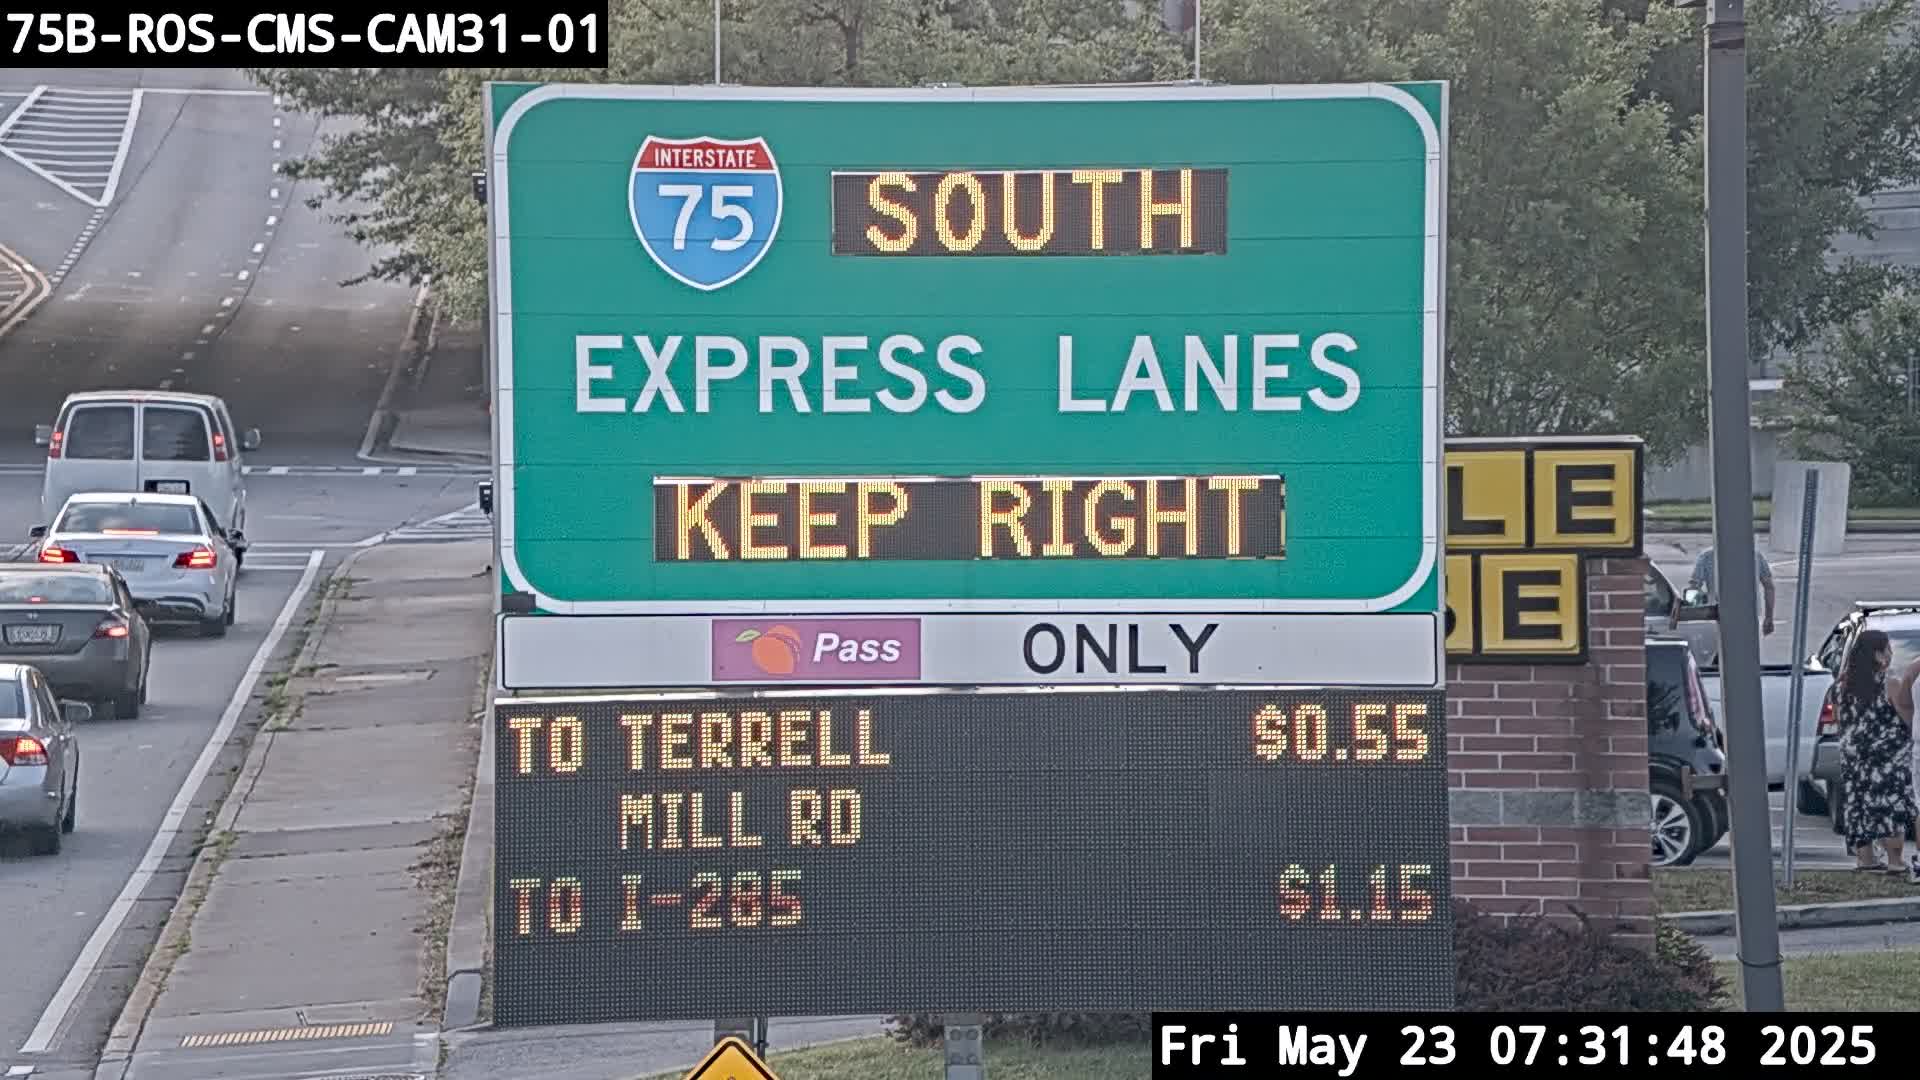 75B-ROS-CMS-CAM31-01
INTERSTATE
75
SOUTH
EXPRESS LANES
KEEP RIGHT
Pass ONLY
TO TERRELL $0.55
MILL RD
TO I-285 $1.15
LE
E
Fri May 23 07:31:48 2025